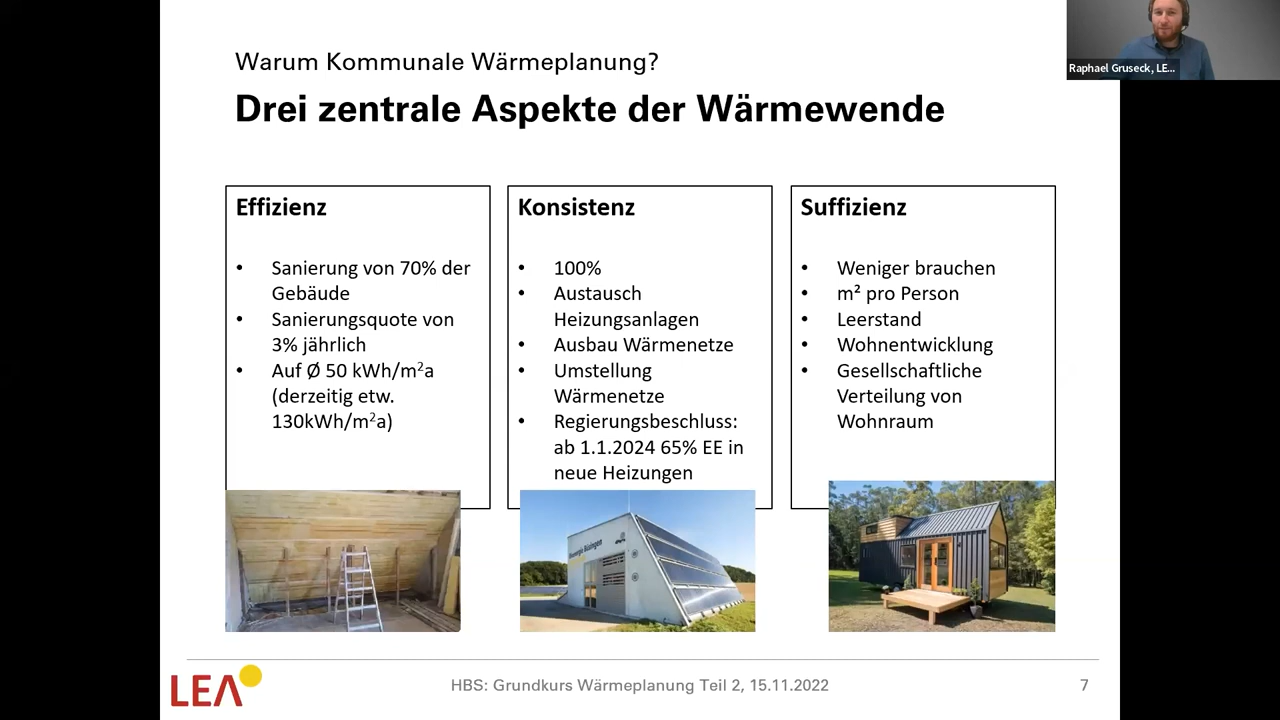 Warum Kommunale Wärmeplanung?
Drei zentrale Aspekte der Wärmewende
Raphael Gruseck, LE...
Effizienz
• Sanierung von 70% der
Gebäude
• Sanierungsquote von
3% jährlich
• Auf Ø 50 kWh/m²a
(derzeitig etw.
130kWh/m²a)
Konsistenz
• 100%
• Austausch
Heizungsanlagen
• Ausbau Wärmenetze
• Umstellung
Wärmenetze
• Regierungsbeschluss:
ab 1.1.2024 65% EE in
neue Heizungen
Suffizienz
• Weniger brauchen
• m² pro Person
• Leerstand
• Wohnentwicklung
• Gesellschaftliche
Verteilung von
Wohnraum
Büsingen
LEA
HBS: Grundkurs Wärmeplanung Teil 2, 15.11.2022
7